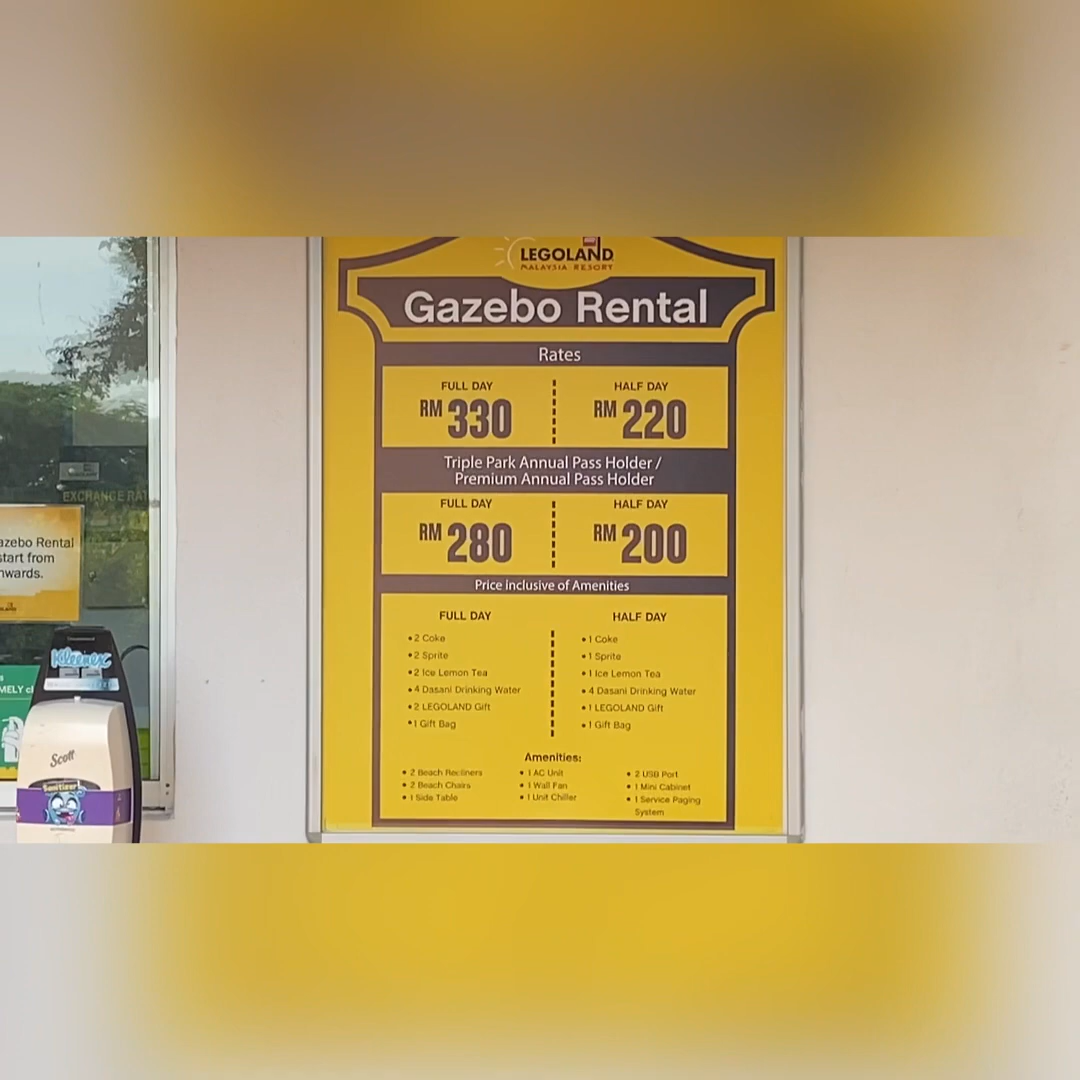 LEGOLAND
MALAYSIA RESORT
Gazebo Rental
Rates
FULL DAY
RM 330
HALF DAY
RM 220
Triple Park Annual Pass Holder /
Premium Annual Pass Holder
FULL DAY
RM 280
HALF DAY
RM 200
Price inclusive of Amenities
FULL DAY
• 2 Coke
• 2 Sprite
• 2 Ice Lemon Tea
• 4 Dasani Drinking Water
• 2 LEGOLAND Gift
• 1 Gift Bag
HALF DAY
• 1 Coke
• 1 Sprite
• 1 Ice Lemon Tea
• 4 Dasani Drinking Water
• 1 LEGOLAND Gift
• 1 Gift Bag
Amenities:
• 2 Beach Recliners
• 2 Beach Chairs
• 1 Side Table
• 1 AC Unit
• 1 Wall Fan
• 1 Unit Chiller
• 2 USB Port
• 1 Mini Cabinet
• 1 Service Paging
System
EXCHANGE RAT
azebo Rental
start from
nwards.
Kleenex
MELY cl
Scott
Sanitizer